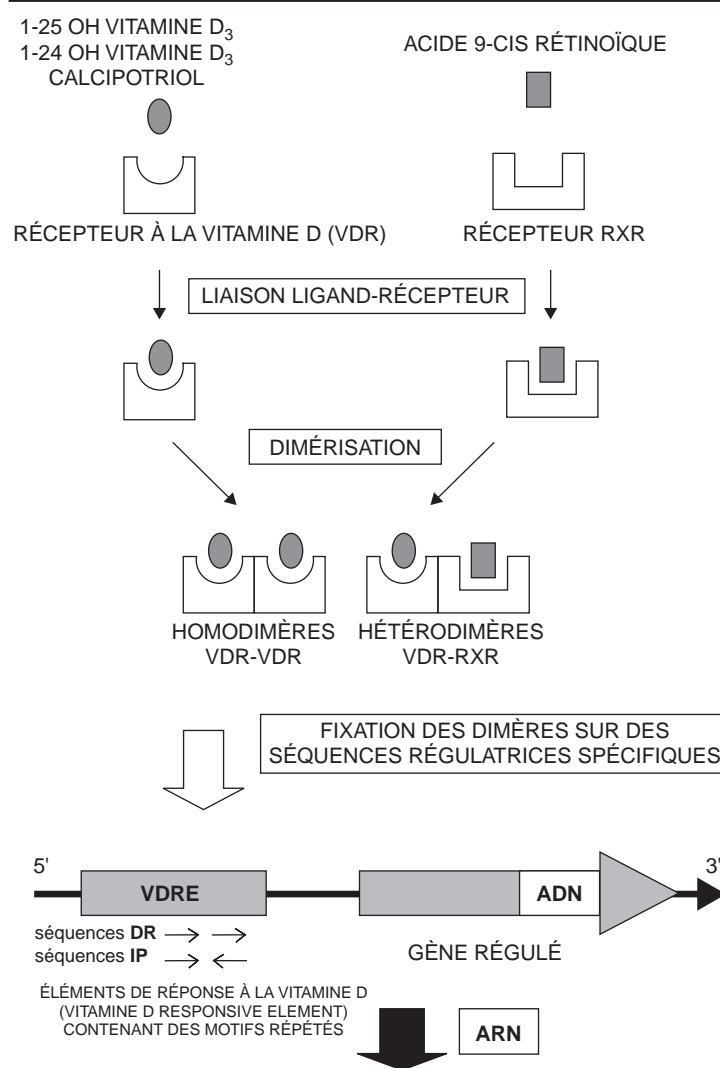 1-25 OH VITAMINE D3
1-24 OH VITAMINE D3
CALCIPOTRIOL
ACIDE 9-CIS RÉTINOÏQUE
RÉCEPTEUR À LA VITAMINE D (VDR)
RÉCEPTEUR RXR
LIAISON LIGAND-RÉCEPTEUR
DIMÉRISATION
HOMODIMÈRES
VDR-VDR
HÉTÉRODIMÈRES
VDR-RXR
FIXATION DES DIMÈRES SUR DES
SÉQUENCES RÉGULATRICES SPÉCIFIQUES
5'
3'
VDRE
ADN
séquences DR
séquences IP
GÈNE RÉGULÉ
ÉLÉMENTS DE RÉPONSE À LA VITAMINE D
(VITAMINE D RESPONSIVE ELEMENT)
CONTENANT DES MOTIFS RÉPÉTÉS
ARN